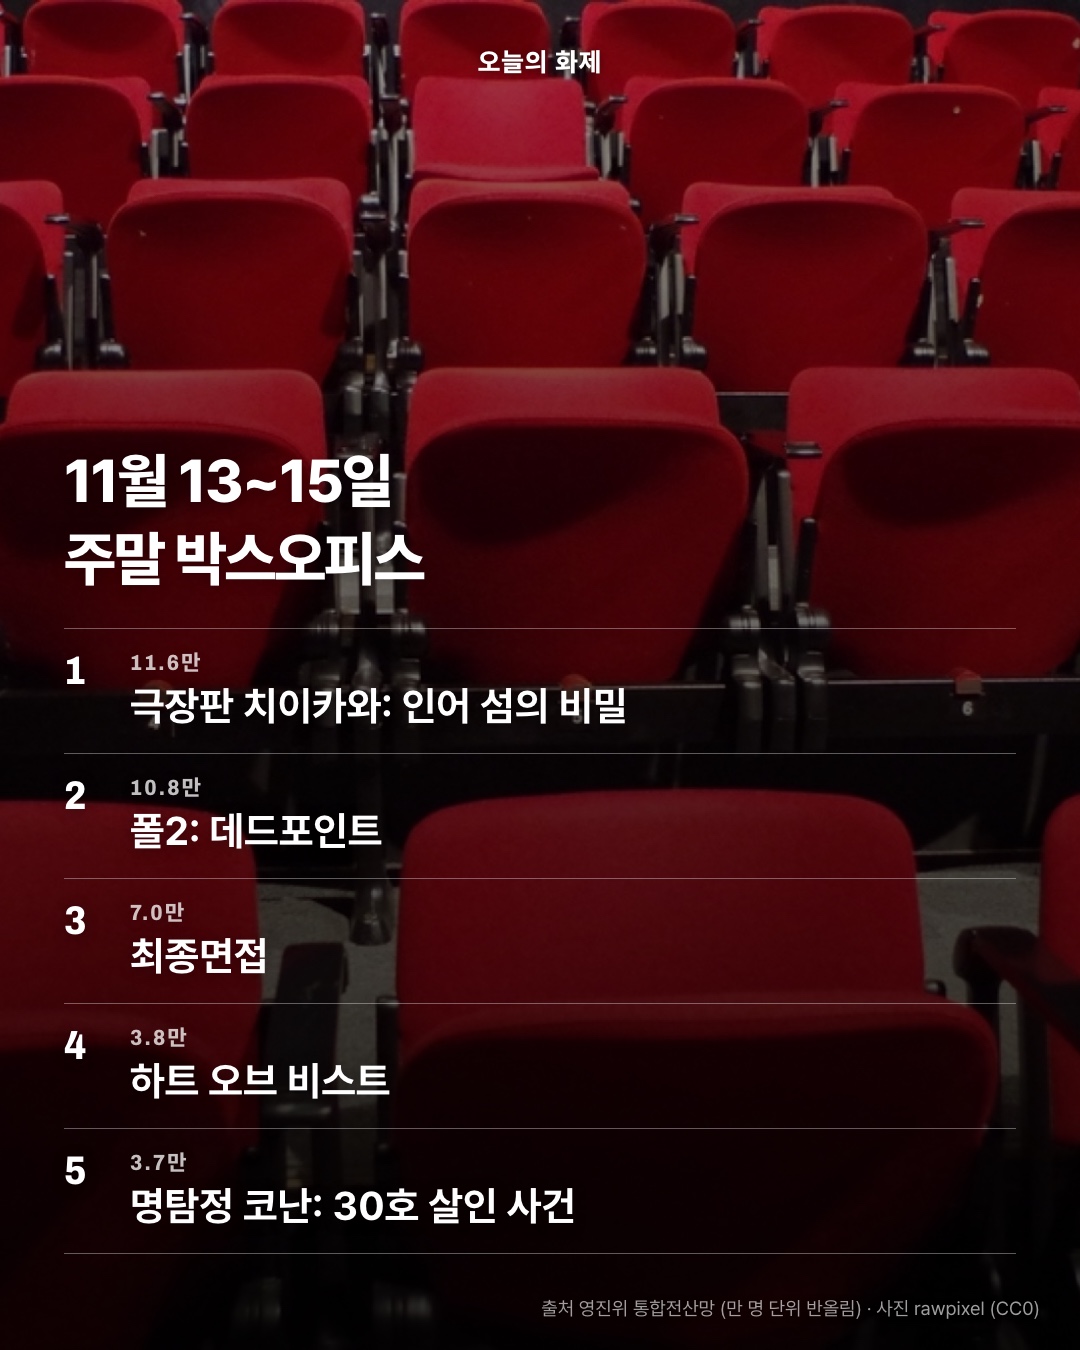 오늘의 화제
11월 13~15일
주말 박스오피스
1
11.6만
극장판 치이카와: 인어 섬의 비밀
6
2
10.8만
폴2: 데드포인트
3
7.0만
최종면접
4
3.8만
하트 오브 비스트
5
3.7만
명탐정 코난: 30호 살인 사건
출처 영진위 통합전산망 (만 명 단위 반올림) · 사진 rawpixel (CC0)